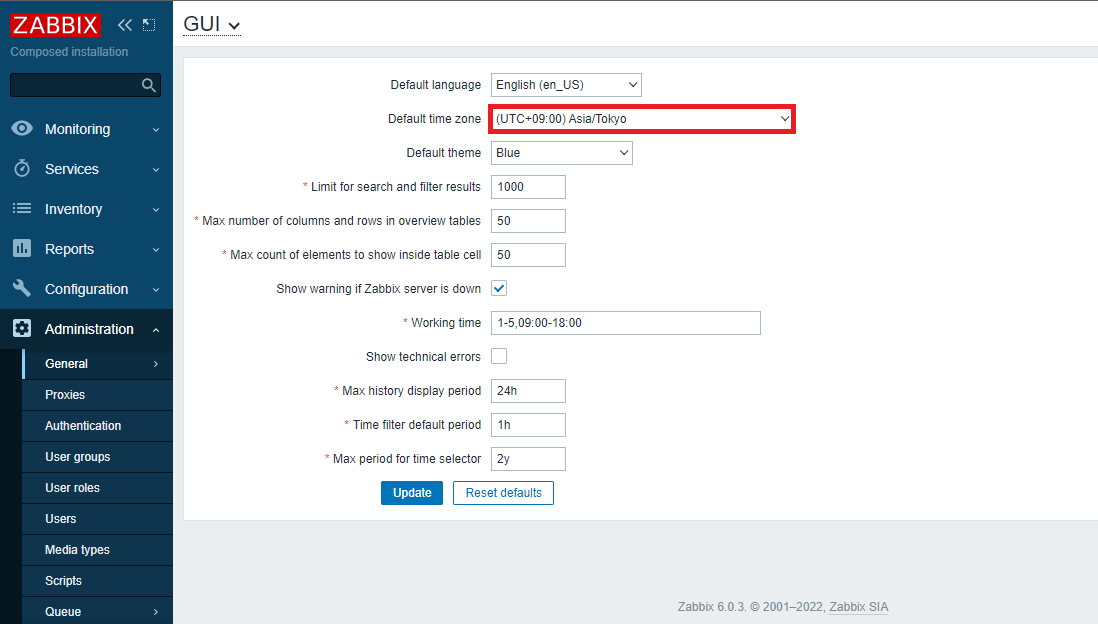 ZABBIX
Composed installation
Monitoring
Services
Inventory
Reports
Configuration
Administration
General
Proxies
Authentication
User groups
User roles
Users
Media types
Scripts
Queue
GUI
Default language English (en_US)
Default time zone (UTC+09:00) Asia/Tokyo
Default theme Blue
* Limit for search and filter results 1000
* Max number of columns and rows in overview tables 50
* Max count of elements to show inside table cell 50
Show warning if Zabbix server is down
* Working time 1-5,09:00-18:00
Show technical errors
* Max history display period 24h
* Time filter default period 1h
* Max period for time selector 2y
Update Reset defaults
Zabbix 6.0.3. © 2001–2022, Zabbix SIA